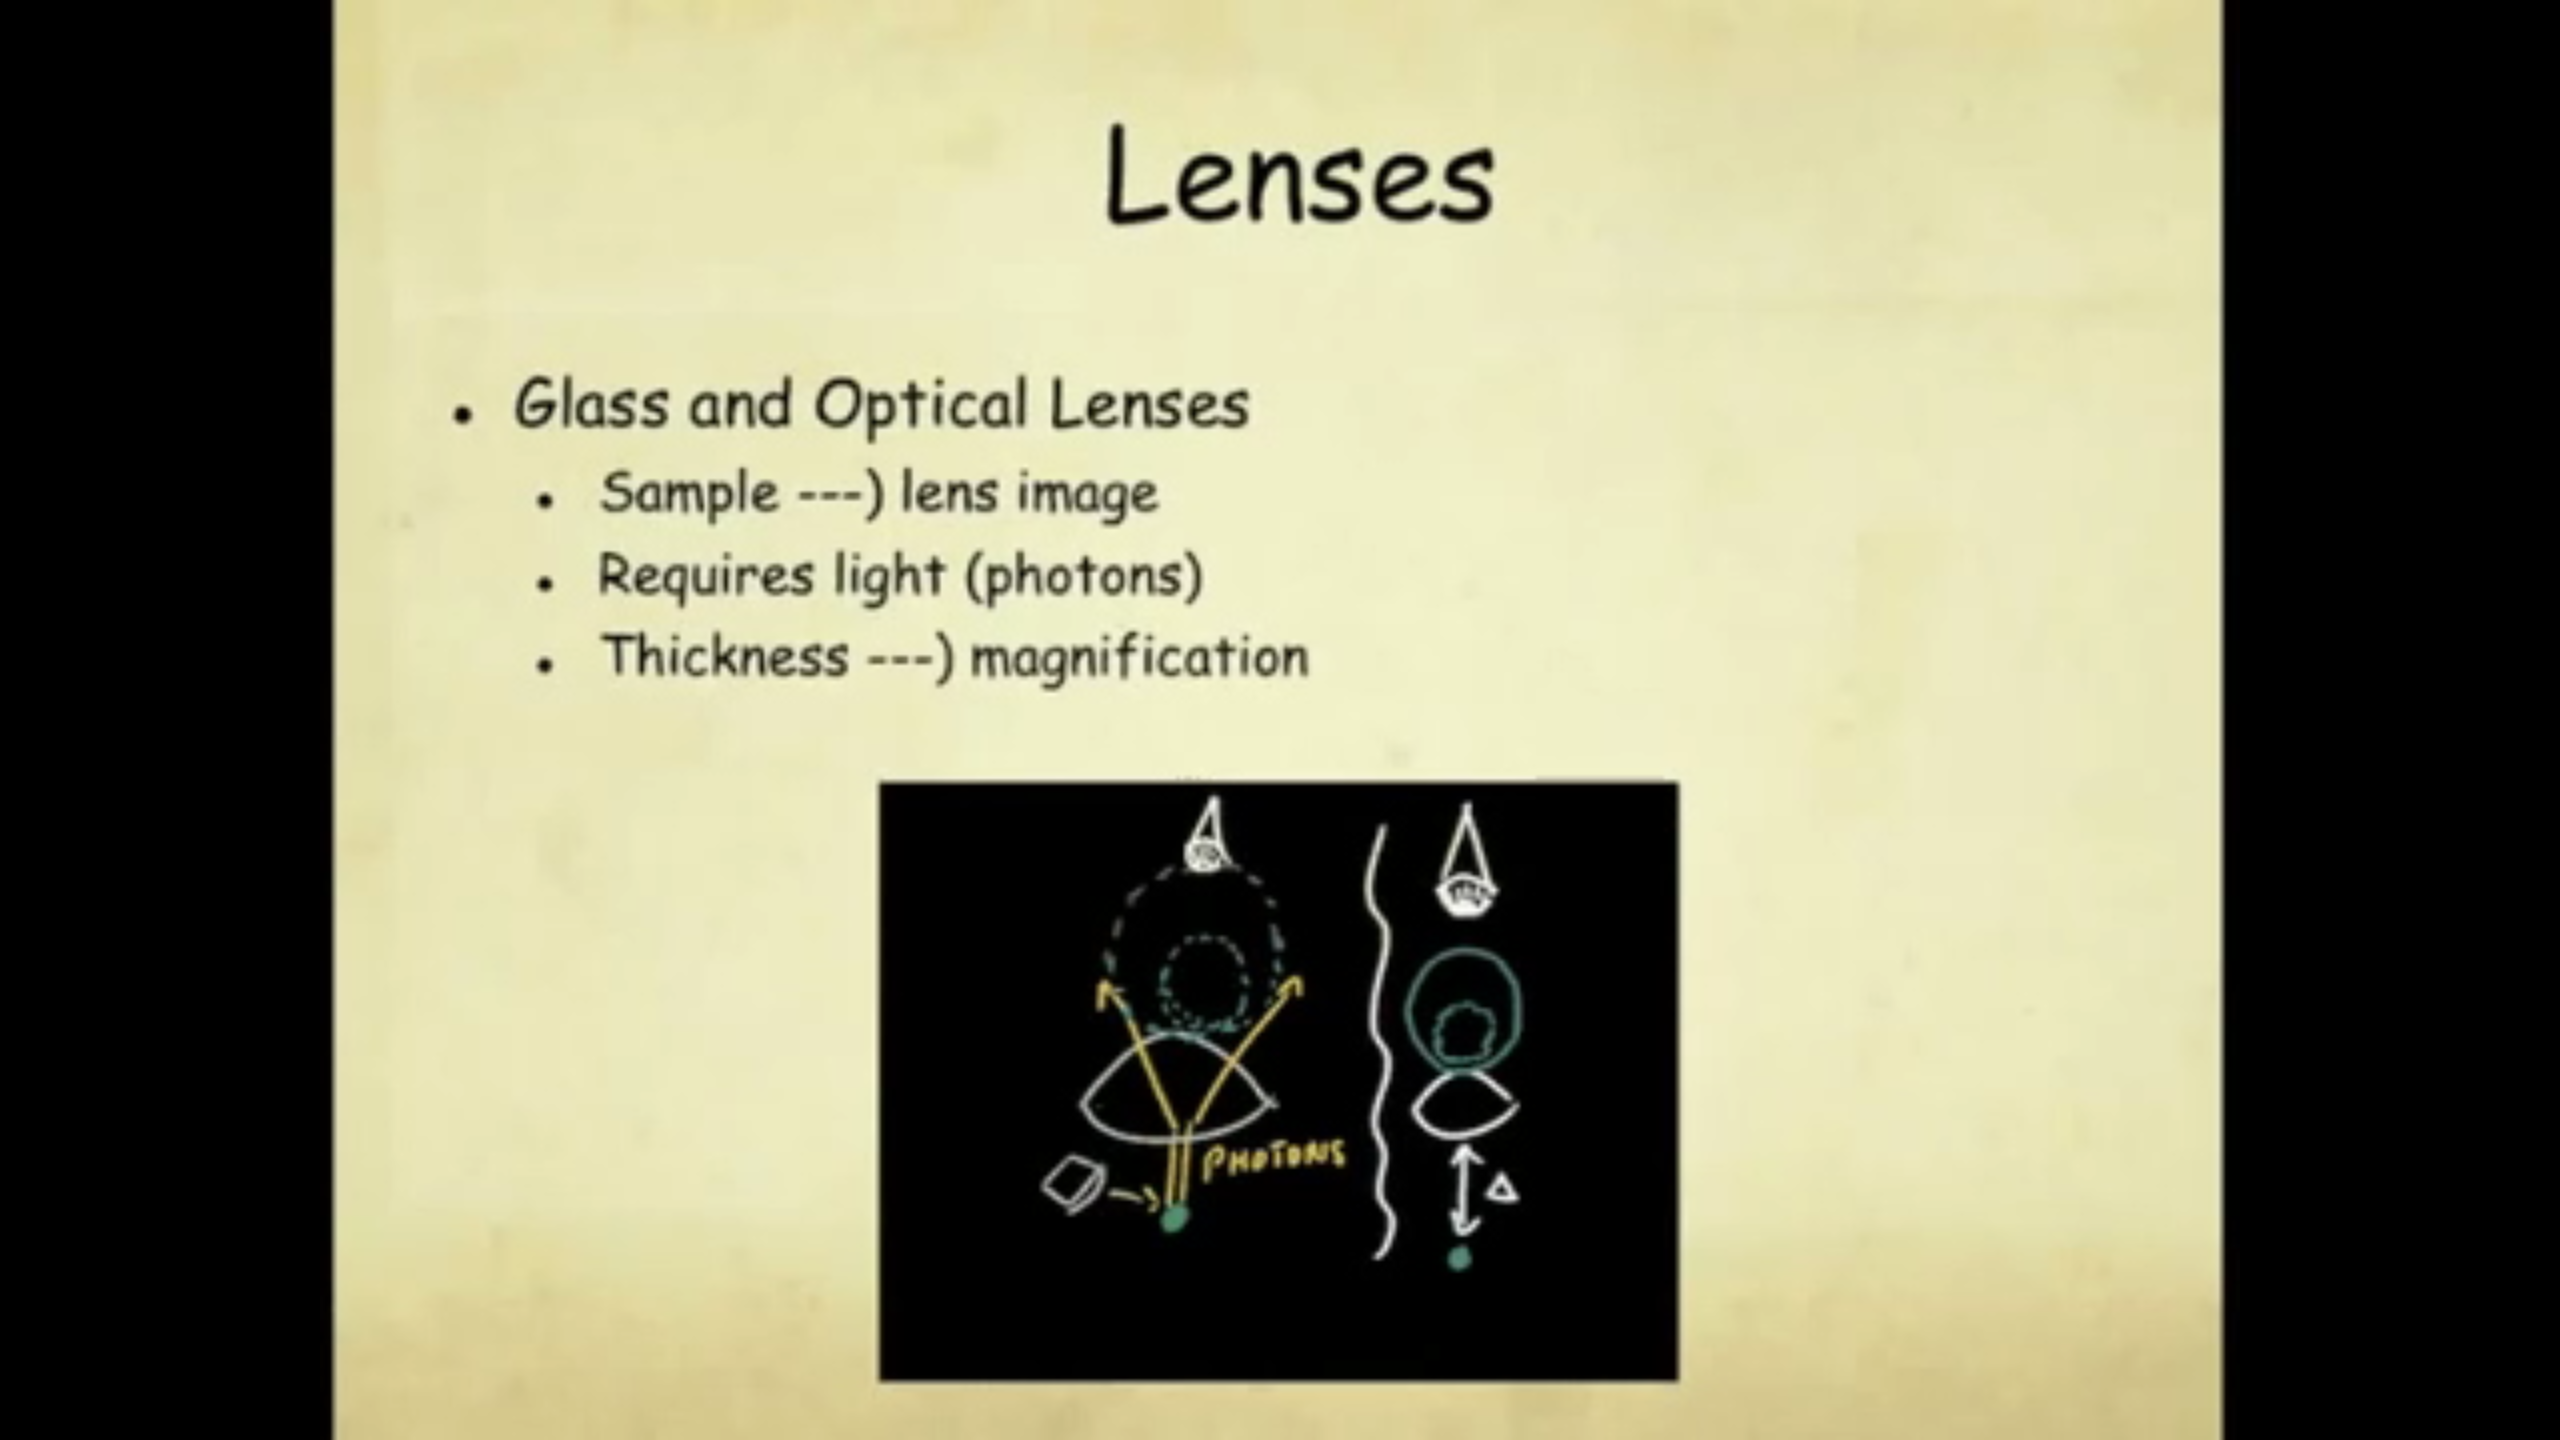 Lenses
• Glass and Optical Lenses
• Sample ---) lens image
• Requires light (photons)
• Thickness ---) magnification
PHOTONS
Δ